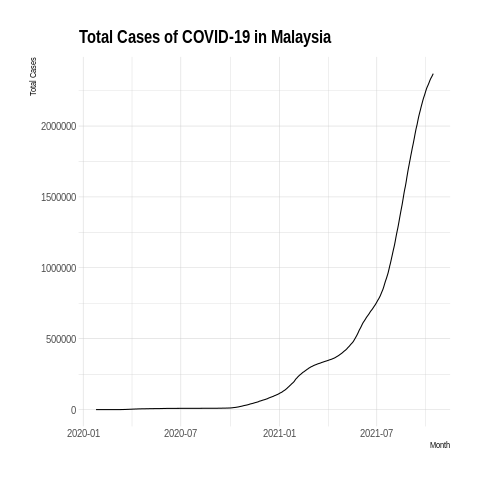 Total Cases of COVID-19 in Malaysia
Total Cases
2000000
1500000
1000000
500000
0
2020-01 2020-07 2021-01 2021-07
Month